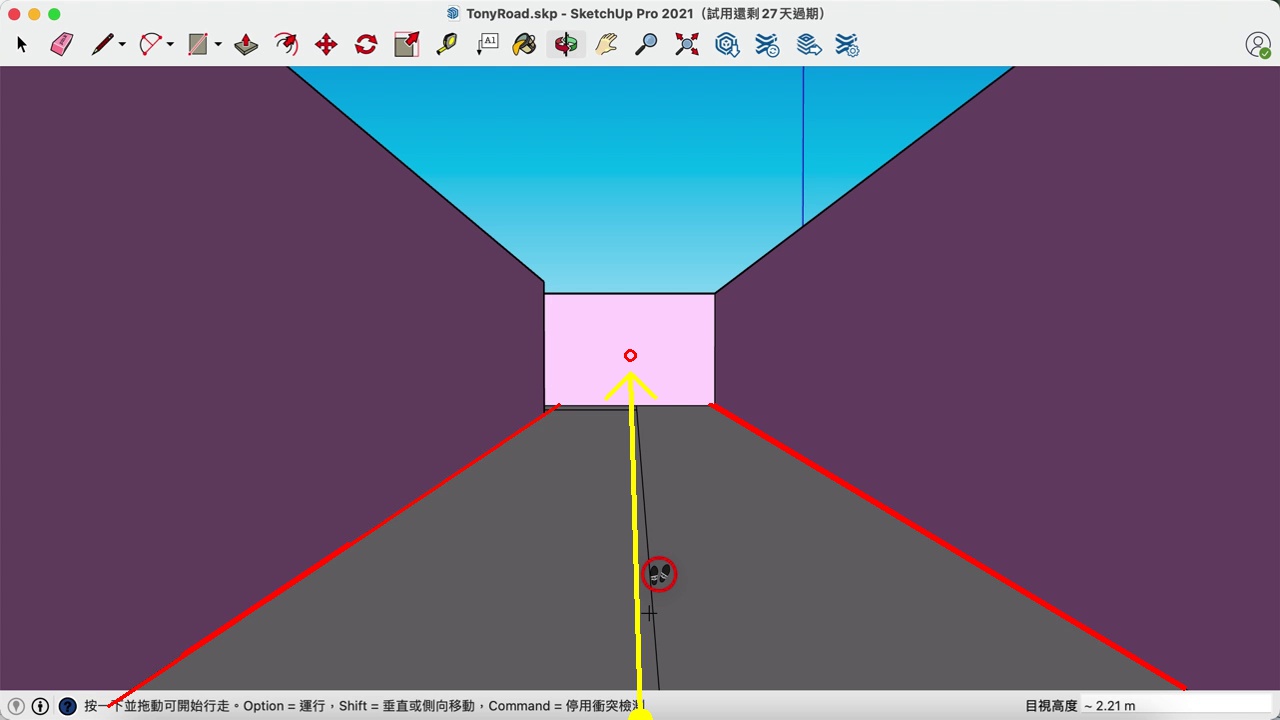 TonyRoad.skp - SketchUp Pro 2021（試用還剩 27 天過期）
A1
按一下並拖動可開始行走。Option = 運行，Shift = 垂直或側向移動，Command = 停用衝突檢測
目視高度 ~ 2.21 m